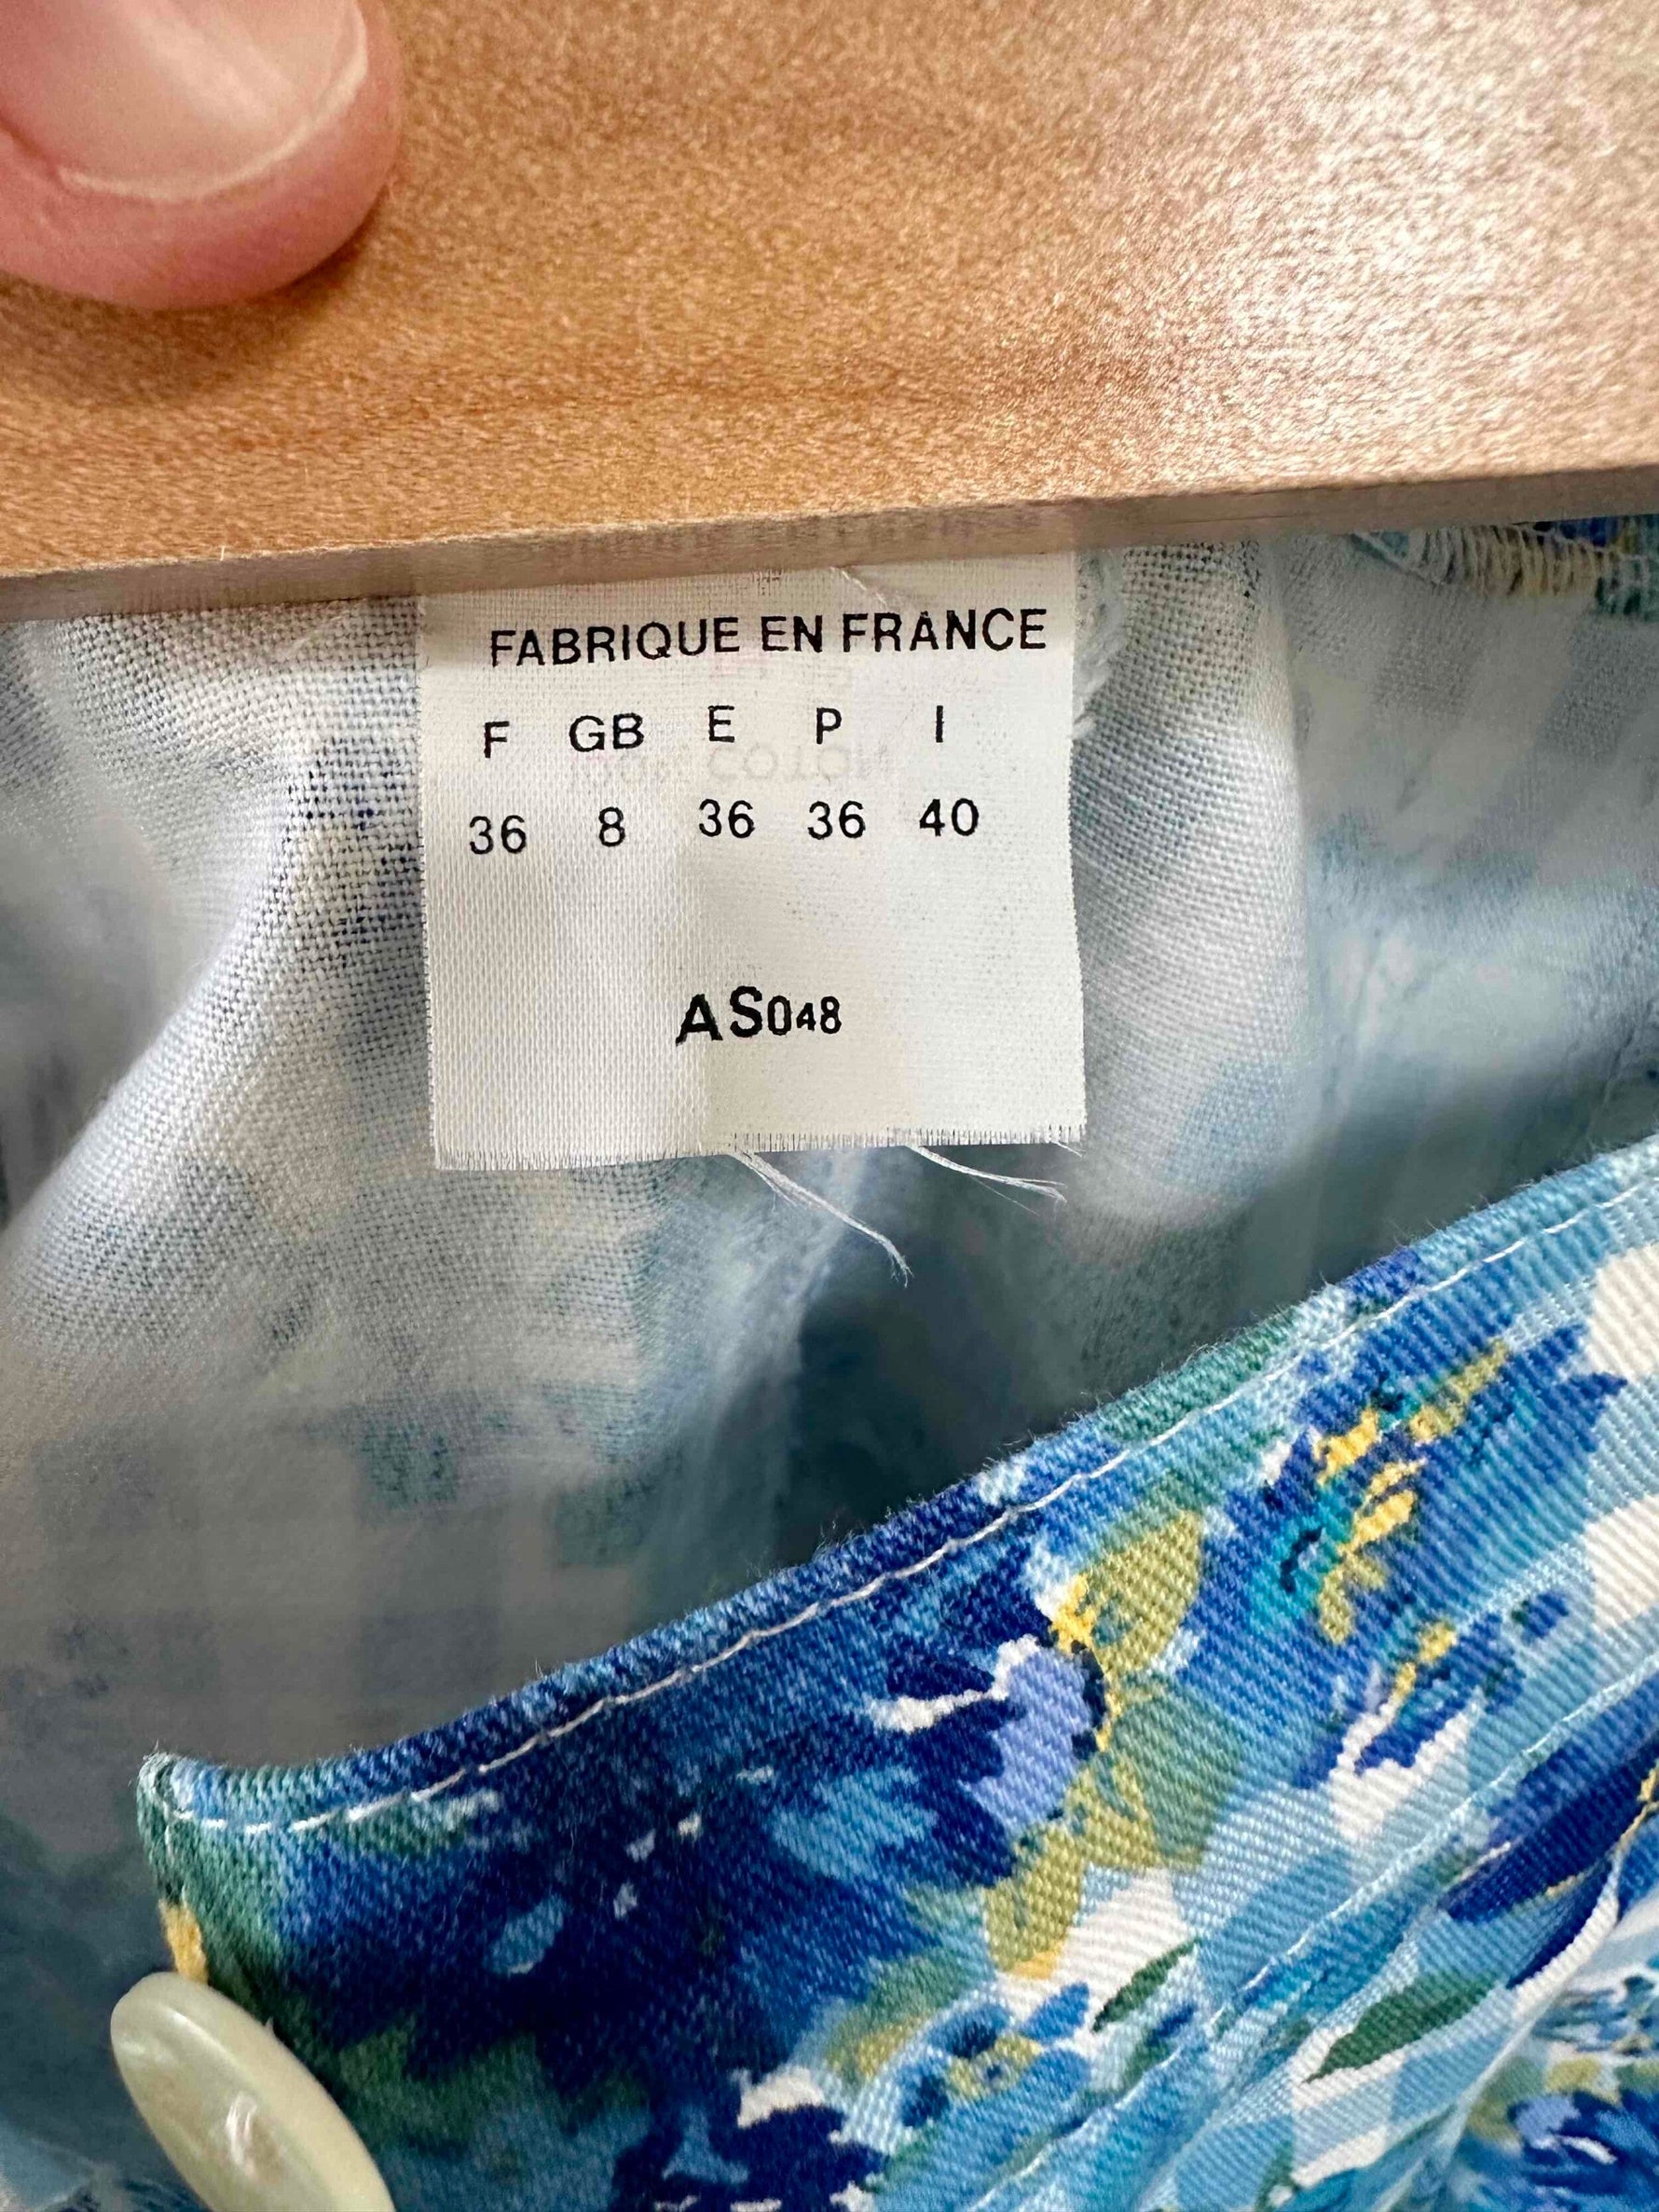 FABRIQUE EN FRANCE
F GB E P I
36 8 36 36 40
AS048